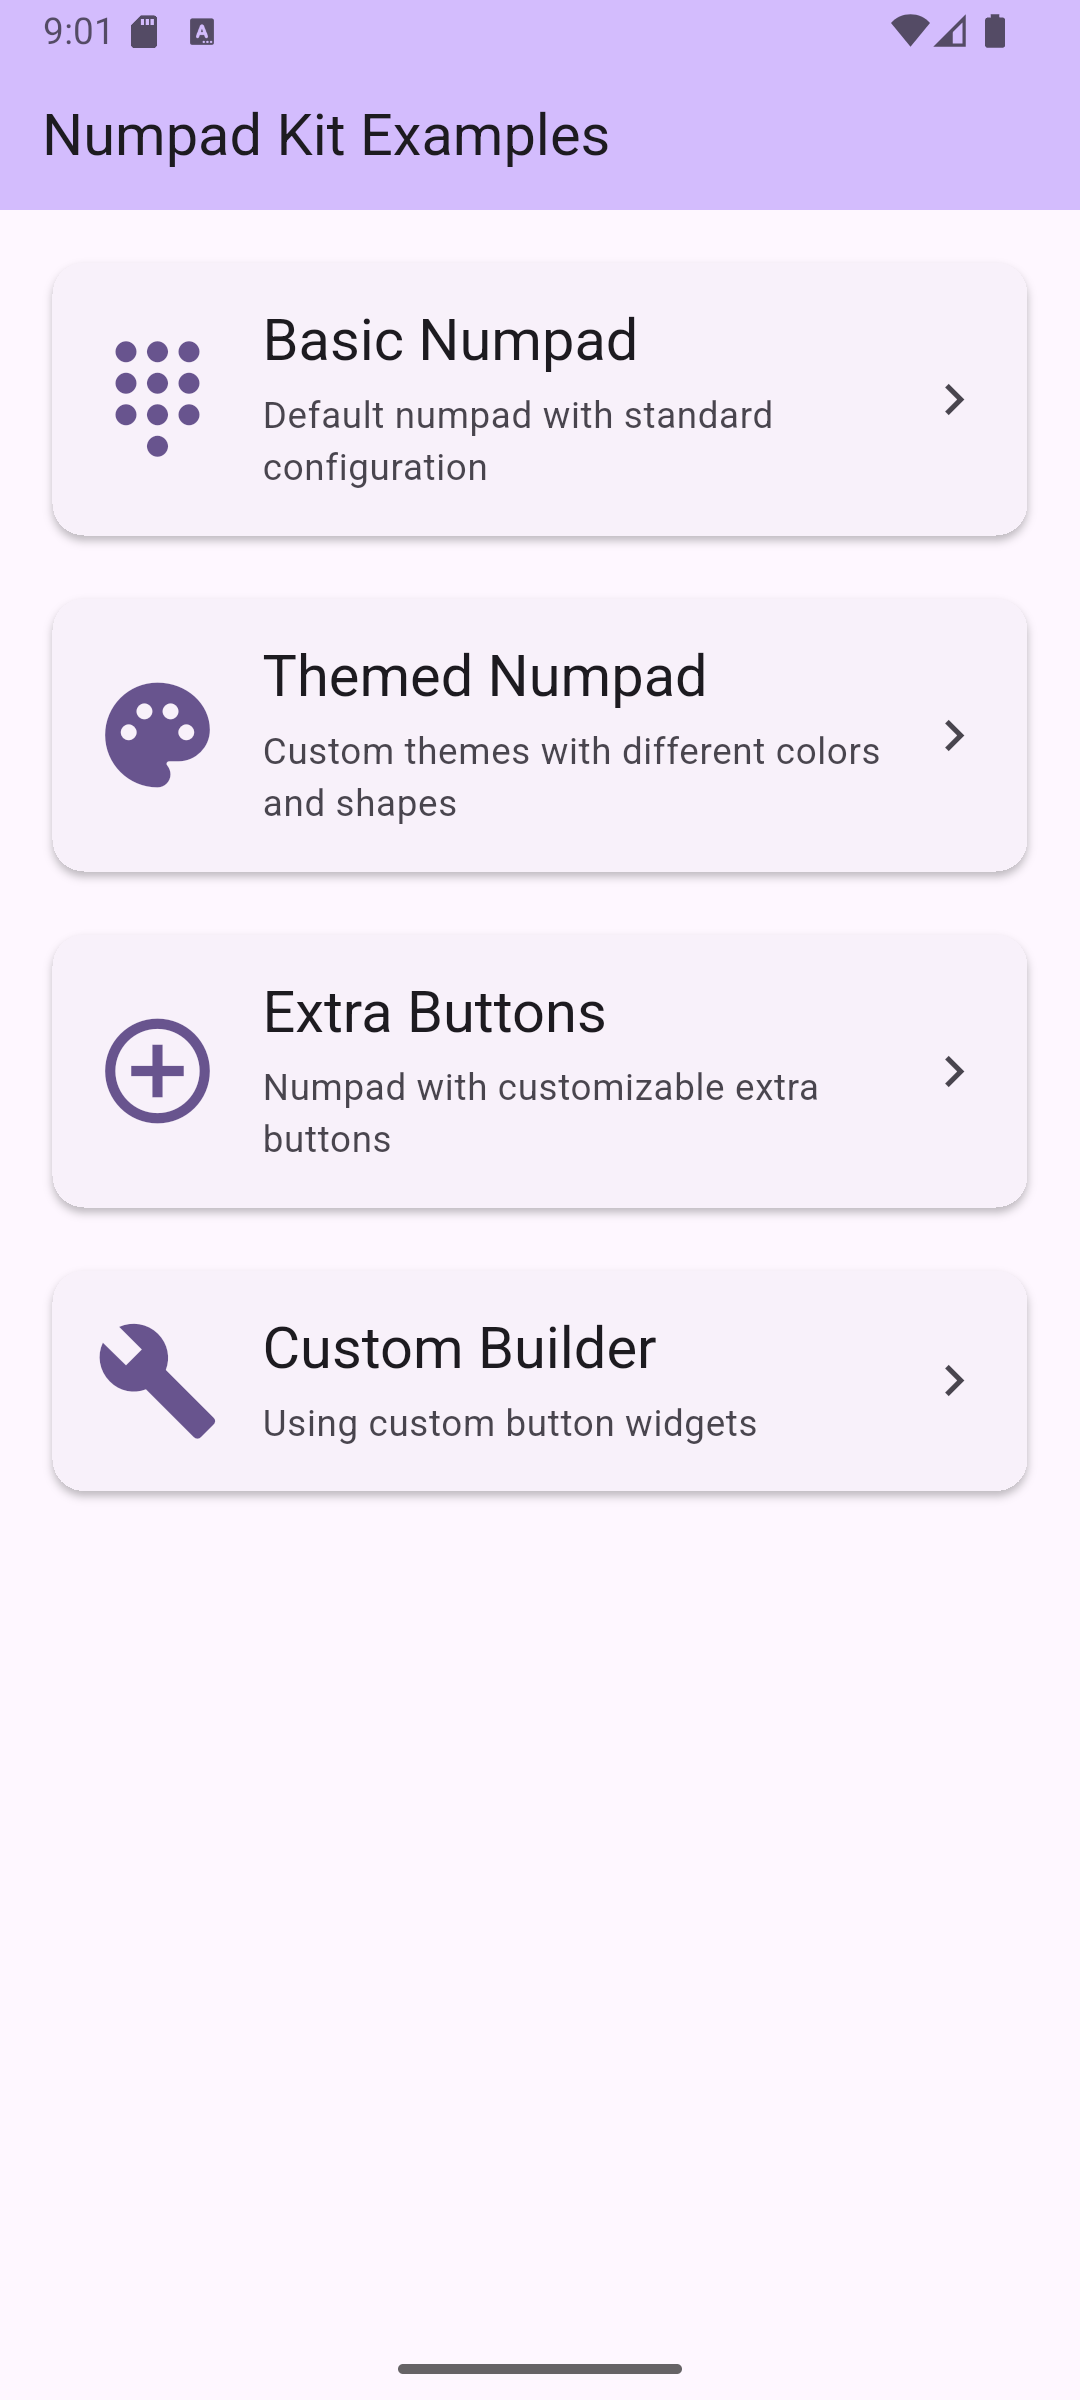 9:01
Numpad Kit Examples
Basic Numpad
Default numpad with standard
configuration
Themed Numpad
Custom themes with different colors
and shapes
Extra Buttons
Numpad with customizable extra
buttons
Custom Builder
Using custom button widgets